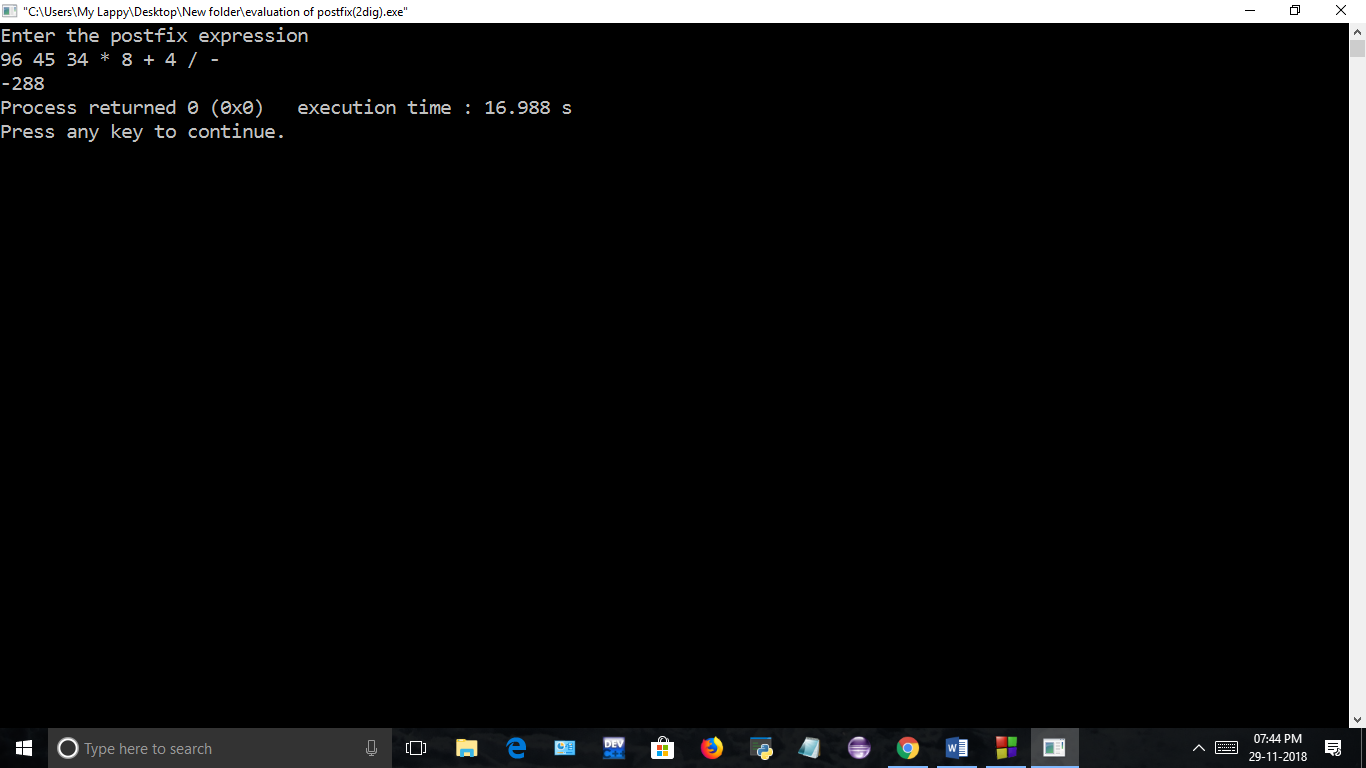 "C:\Users\My Lappy\Desktop\New folder\evaluation of postfix(2dig).exe"
Enter the postfix expression
96 45 34 * 8 + 4 / -
-288
Process returned 0 (0x0)   execution time : 16.988 s
Press any key to continue.
Type here to search
DEV
07:44 PM
29-11-2018